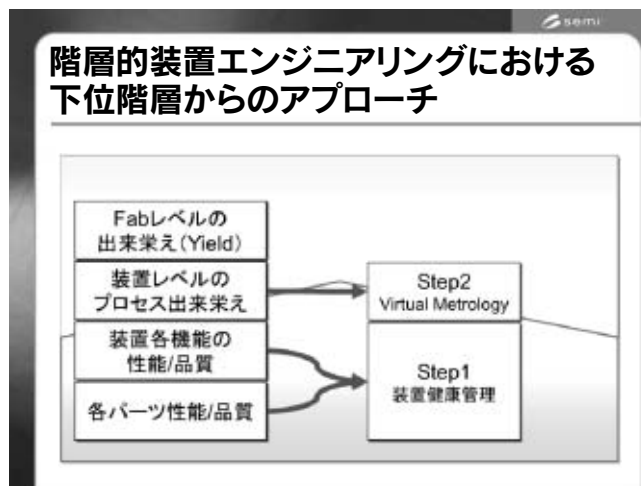 semi
階層的装置エンジニアリングにおける
下位階層からのアプローチ
Fabレベルの
出来栄え(Yield)
装置レベルの
プロセス出来栄え
装置各機能の
性能/品質
各パーツ性能/品質
Step2
Virtual Metrology
Step1
装置健康管理